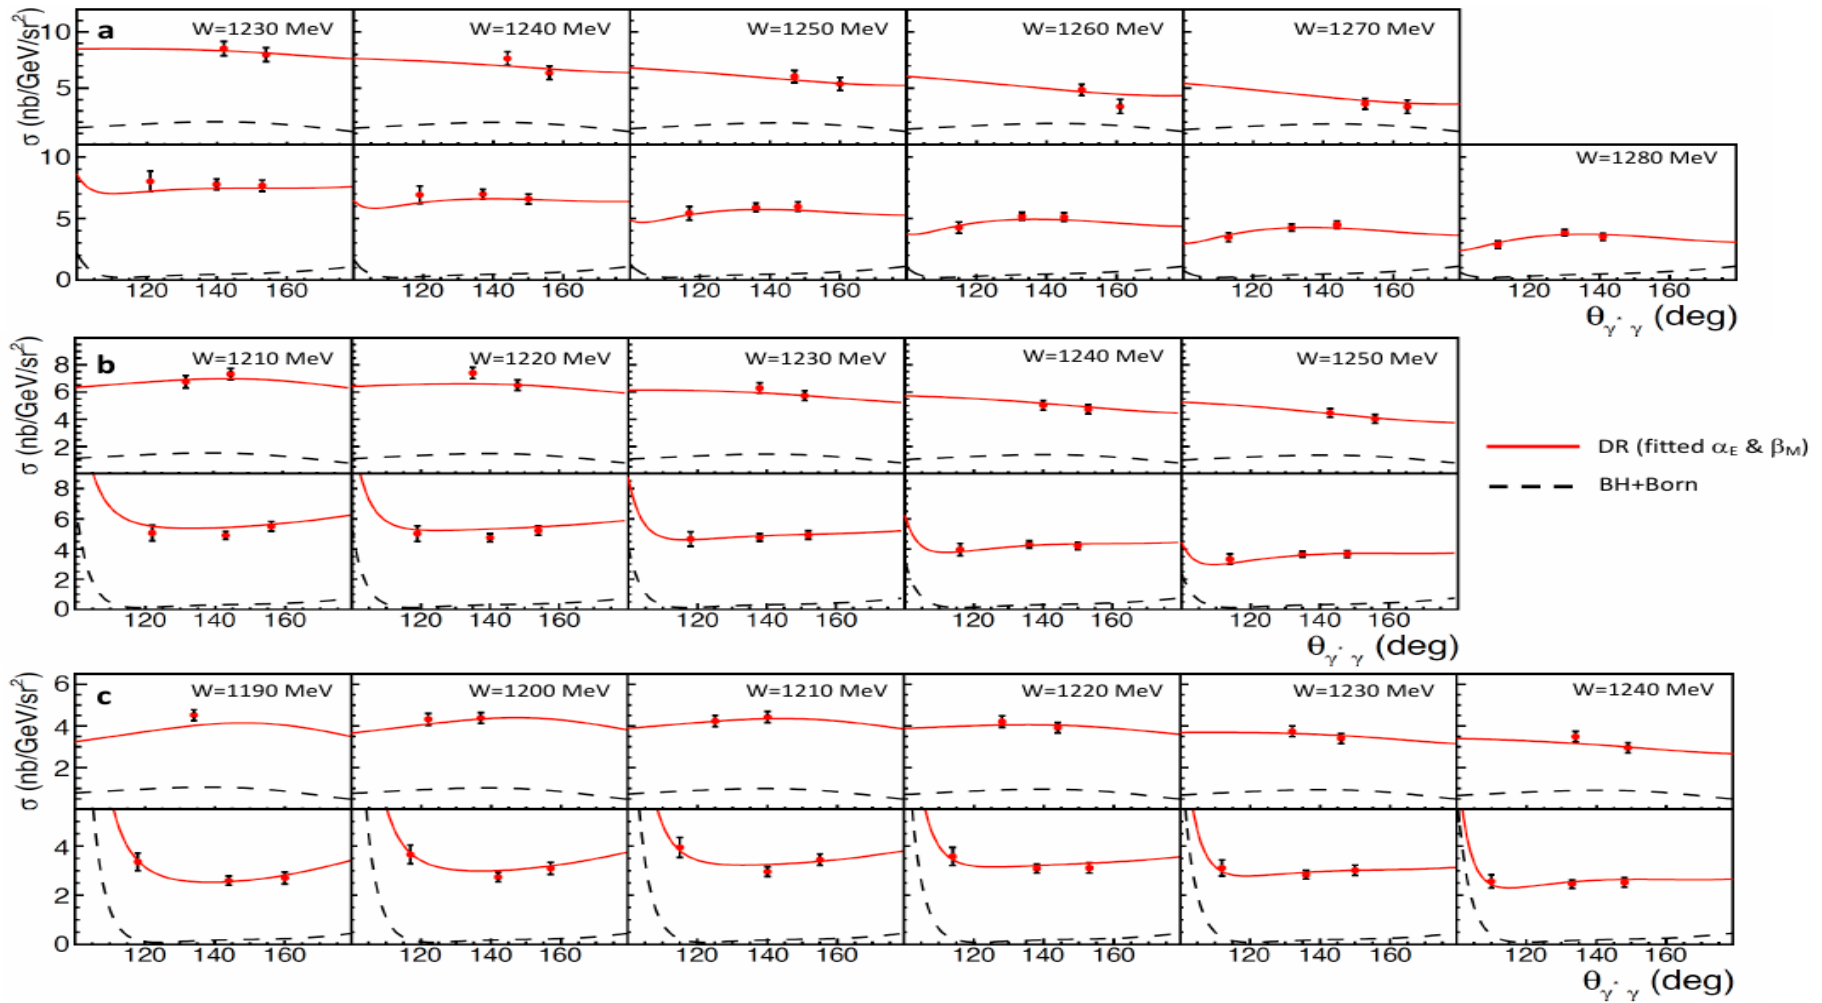 a
W=1230 MeV
W=1240 MeV
W=1250 MeV
W=1260 MeV
W=1270 MeV
10
5
σ (nb/GeV/sr²)
W=1280 MeV
10
5
0
120 140 160 120 140 160 120 140 160 120 140 160 120 140 160 120 140 160
θγ* γ (deg)
b
W=1210 MeV
W=1220 MeV
W=1230 MeV
W=1240 MeV
W=1250 MeV
8
6
4
2
σ (nb/GeV/sr²)
8
6
4
2
0
120 140 160 120 140 160 120 140 160 120 140 160 120 140 160
θγ* γ (deg)
DR (fitted αE & βM)
BH+Born
c
W=1190 MeV
W=1200 MeV
W=1210 MeV
W=1220 MeV
W=1230 MeV
W=1240 MeV
6
4
2
σ (nb/GeV/sr²)
4
2
0
120 140 160 120 140 160 120 140 160 120 140 160 120 140 160 120 140 160
θγ* γ (deg)